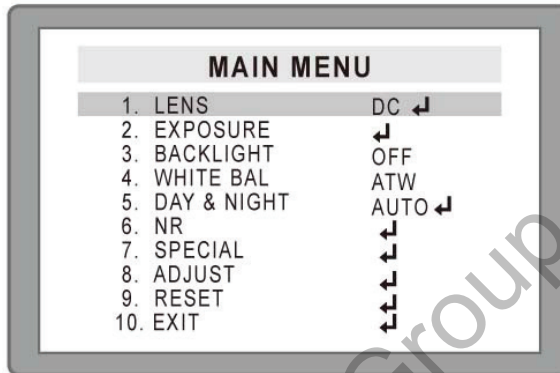 MAIN MENU
1. LENS DC ↲
2. EXPOSURE ↲
3. BACKLIGHT OFF
4. WHITE BAL ATW
5. DAY & NIGHT AUTO ↲
6. NR ↲
7. SPECIAL ↲
8. ADJUST ↲
9. RESET ↲
10. EXIT ↲
Group